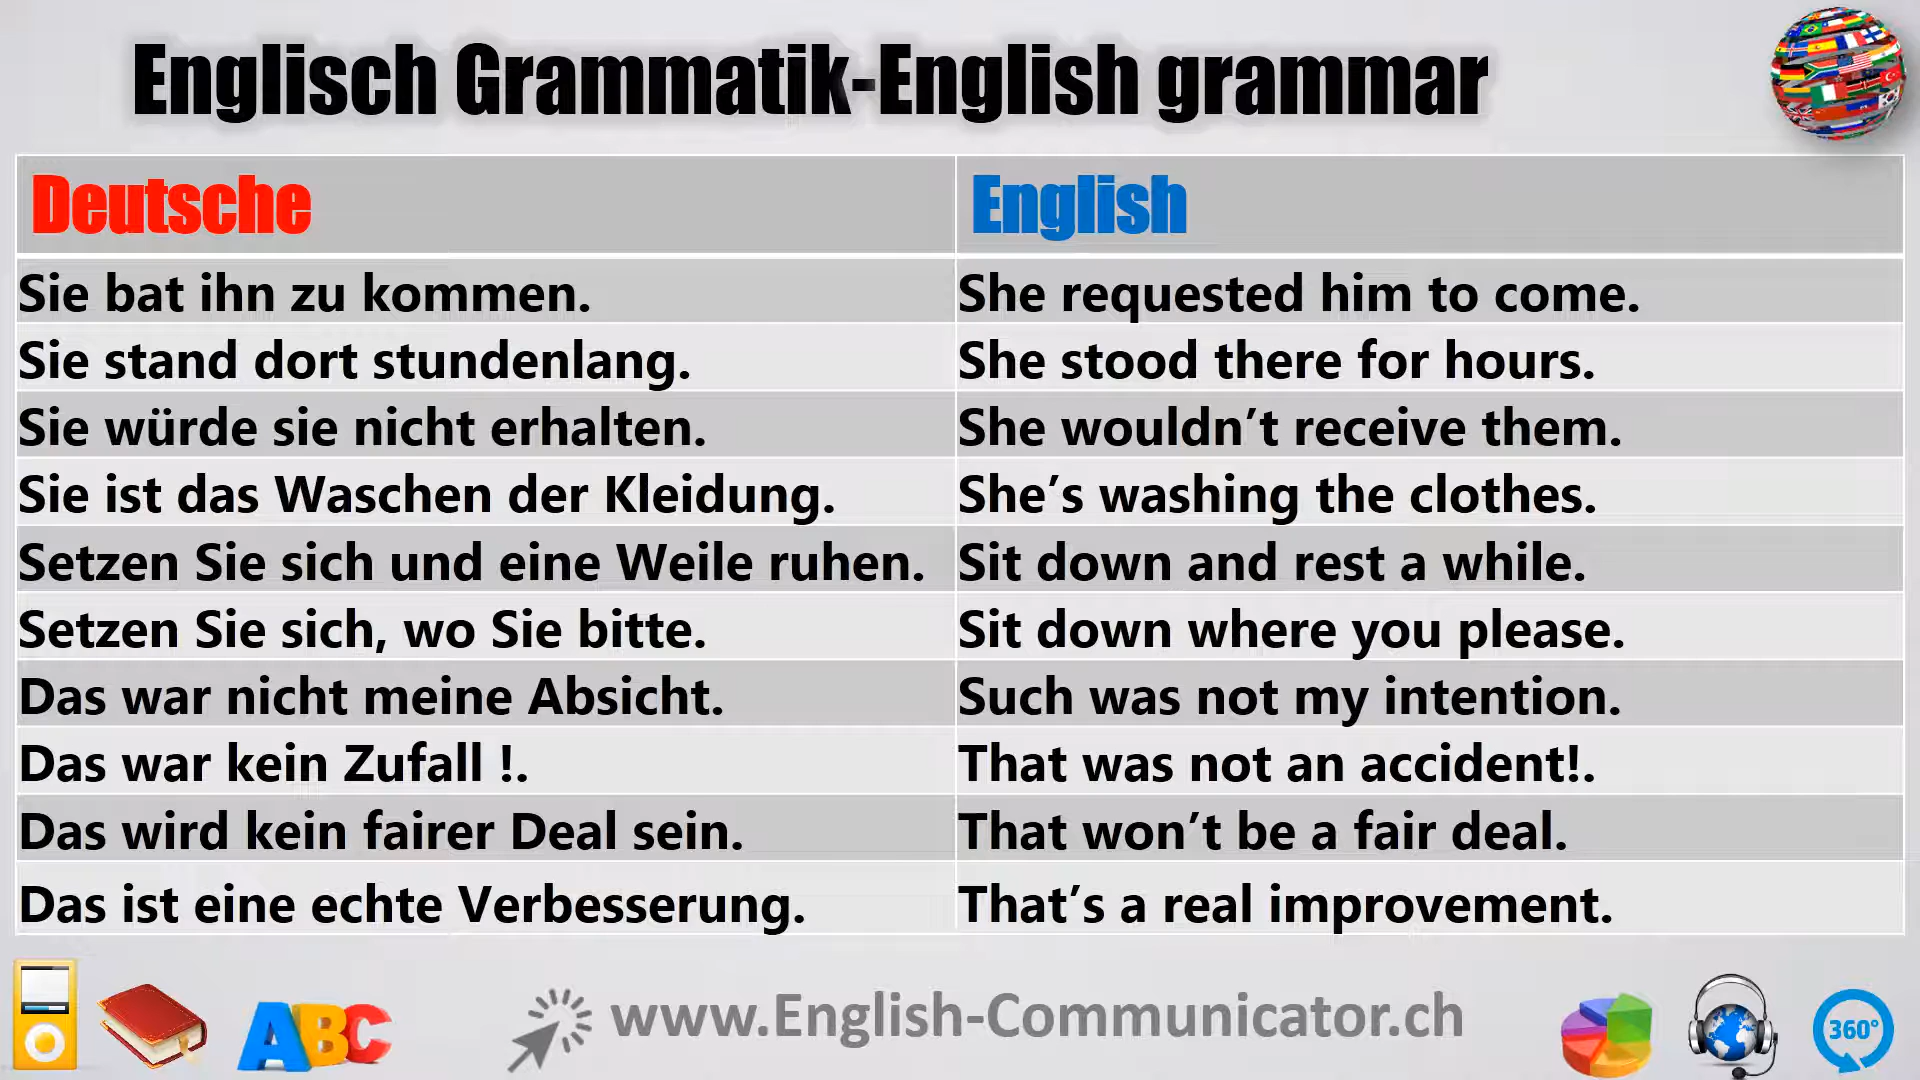 Englisch Grammatik-English grammar
Deutsche English
Sie bat ihn zu kommen. She requested him to come.
Sie stand dort stundenlang. She stood there for hours.
Sie würde sie nicht erhalten. She wouldn’t receive them.
Sie ist das Waschen der Kleidung. She’s washing the clothes.
Setzen Sie sich und eine Weile ruhen. Sit down and rest a while.
Setzen Sie sich, wo Sie bitte. Sit down where you please.
Das war nicht meine Absicht. Such was not my intention.
Das war kein Zufall !. That was not an accident!.
Das wird kein fairer Deal sein. That won’t be a fair deal.
Das ist eine echte Verbesserung. That’s a real improvement.
ABC www.English-Communicator.ch 360°